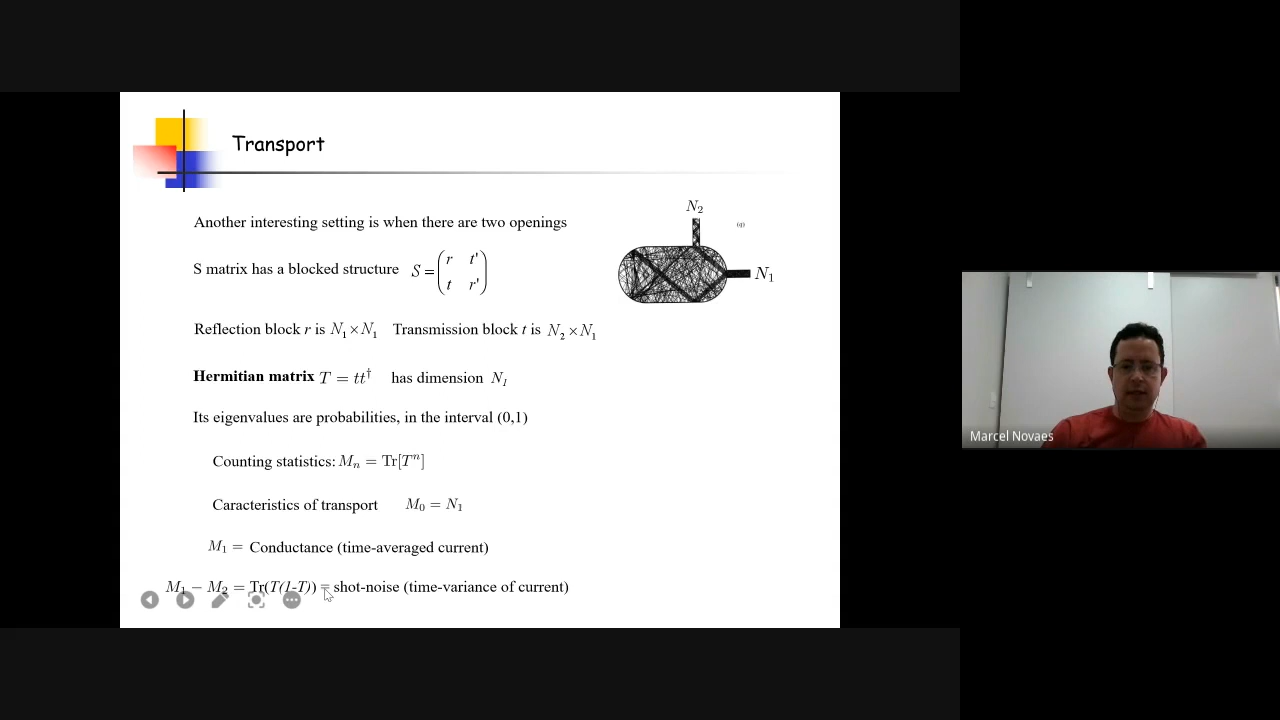 Transport
Another interesting setting is when there are two openings
N₂
N₁
S matrix has a blocked structure S = ( r t' t r' )
Reflection block r is N₁×N₁ Transmission block t is N₂×N₁
Hermitian matrix T = tt† has dimension N₁
Its eigenvalues are probabilities, in the interval (0,1)
Counting statistics: Mₙ = Tr[Tⁿ]
Caracteristics of transport M₀ = N₁
M₁ = Conductance (time-averaged current)
M₁ − M₂ = Tr(T(1-T)) = shot-noise (time-variance of current)
Marcel Novaes